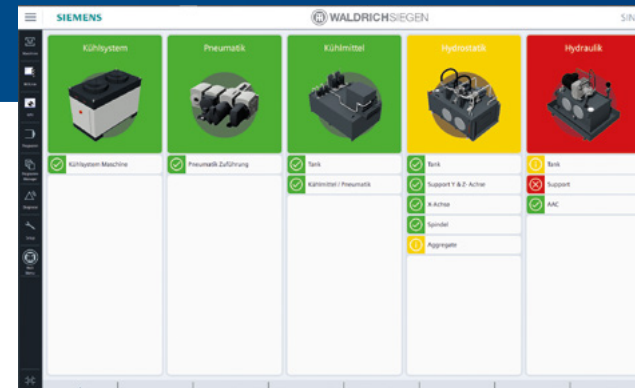 SIEMENS
WALDRICHSIEGEN
SIN
Kühlsystem
Pneumatik
Kühlmittel
Hydrostatik
Hydraulik
Kühlsystem Maschine
Pneumatik Zuführung
Tank
Kühlmittel / Pneumatik
Tank
Support Y & Z- Achse
X-Achse
Spindel
Aggregate
Tank
Support
AAC